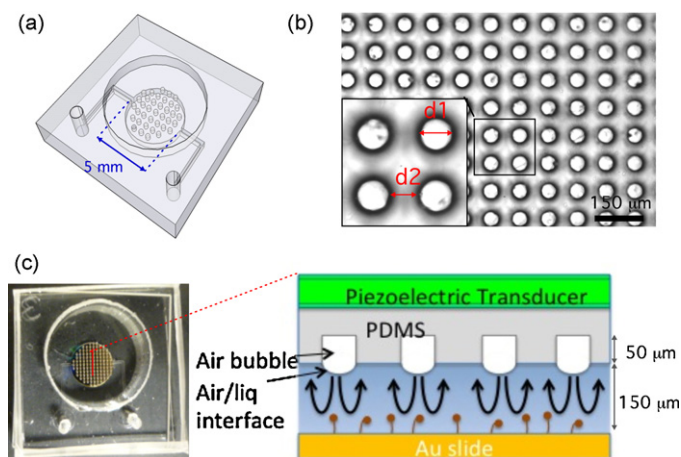 (a)
5 mm
(b)
d1
d2
150 μm
(c)
Piezoelectric Transducer
PDMS
Air bubble
Air/liq
interface
50 μm
150 μm
Au slide